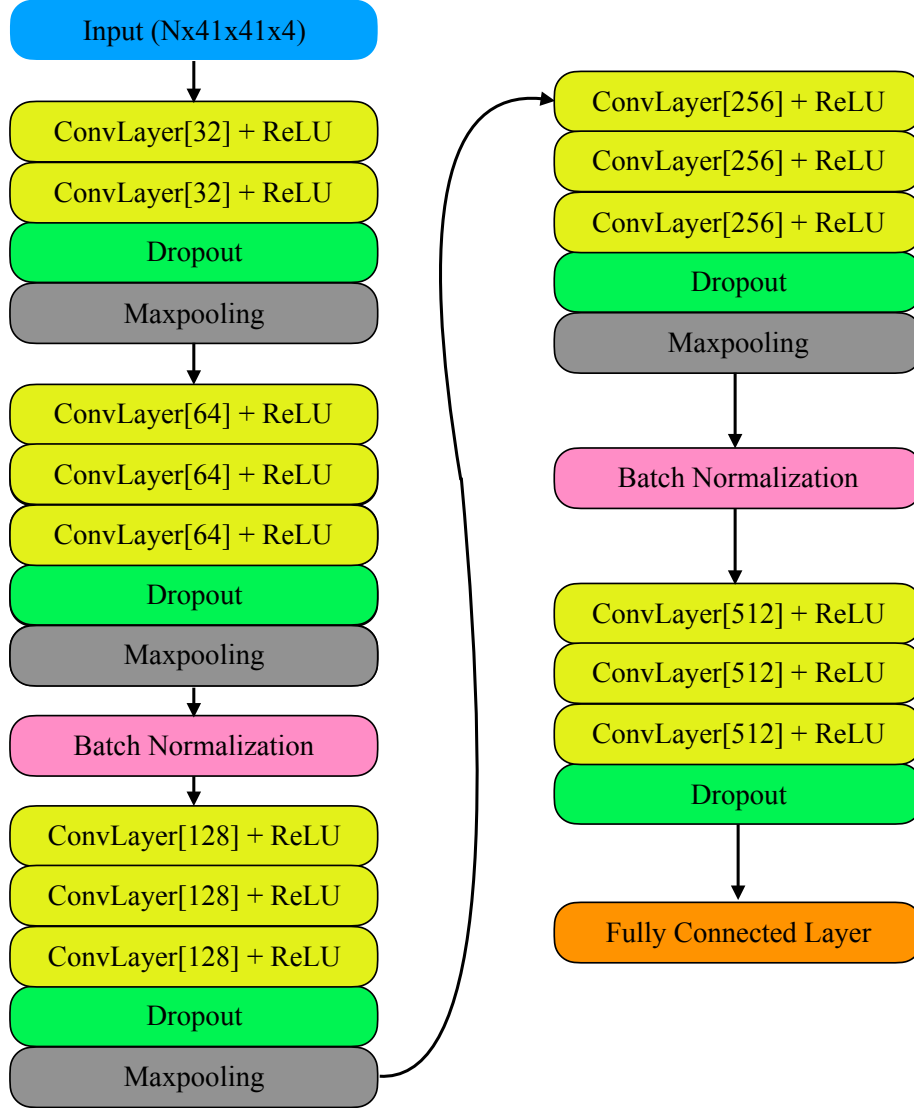 Input (Nx41x41x4)
ConvLayer[32] + ReLU
ConvLayer[32] + ReLU
Dropout
Maxpooling
ConvLayer[64] + ReLU
ConvLayer[64] + ReLU
ConvLayer[64] + ReLU
Dropout
Maxpooling
Batch Normalization
ConvLayer[128] + ReLU
ConvLayer[128] + ReLU
ConvLayer[128] + ReLU
Dropout
Maxpooling
ConvLayer[256] + ReLU
ConvLayer[256] + ReLU
ConvLayer[256] + ReLU
Dropout
Maxpooling
Batch Normalization
ConvLayer[512] + ReLU
ConvLayer[512] + ReLU
ConvLayer[512] + ReLU
Dropout
Fully Connected Layer